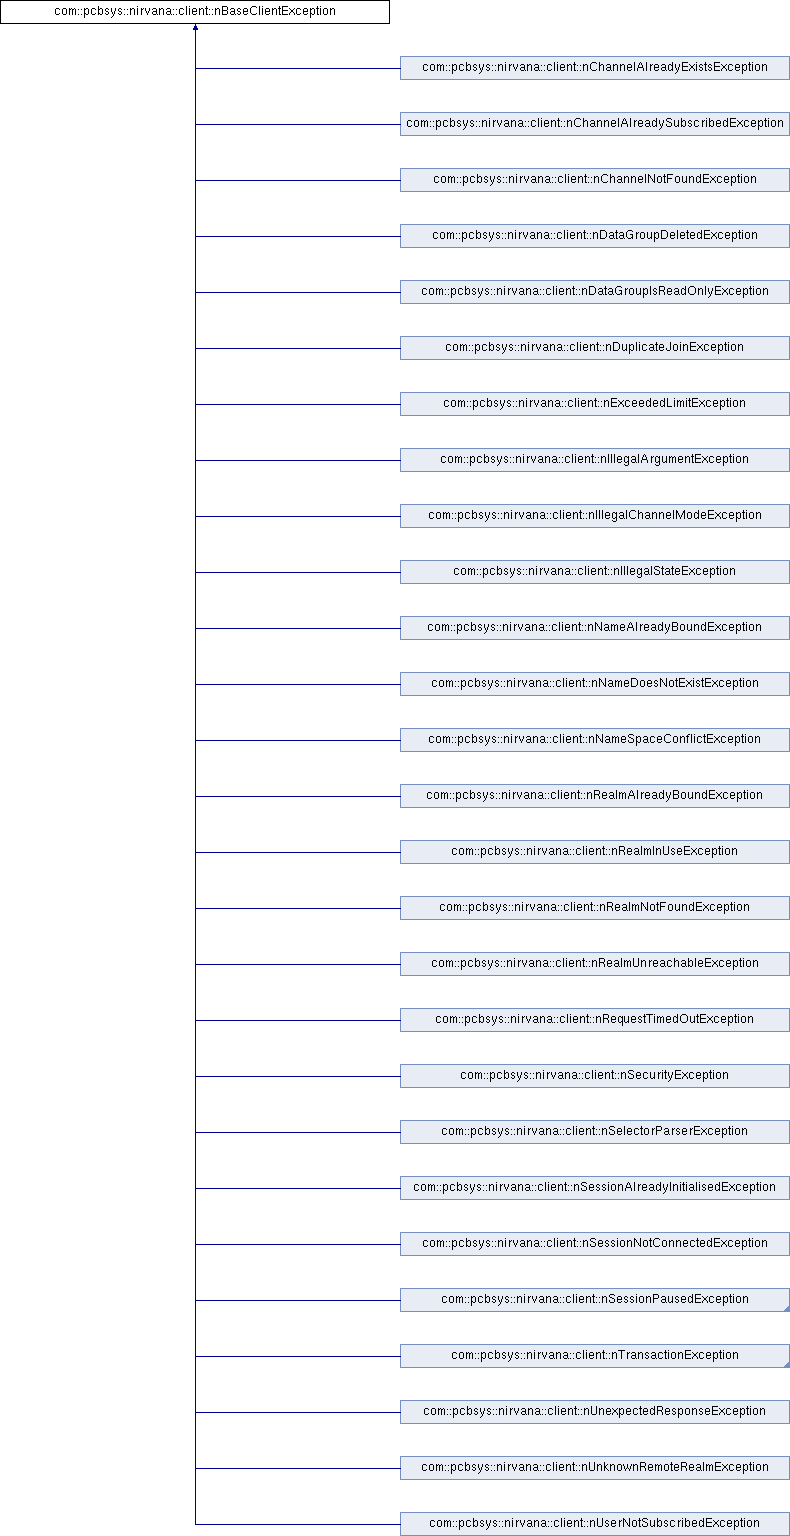 com::pcbsys::nirvana::client::nBaseClientException
com::pcbsys::nirvana::client::nChannelAlreadyExistsException
com::pcbsys::nirvana::client::nChannelAlreadySubscribedException
com::pcbsys::nirvana::client::nChannelNotFoundException
com::pcbsys::nirvana::client::nDataGroupDeletedException
com::pcbsys::nirvana::client::nDataGroupIsReadOnlyException
com::pcbsys::nirvana::client::nDuplicateJoinException
com::pcbsys::nirvana::client::nExceededLimitException
com::pcbsys::nirvana::client::nIllegalArgumentException
com::pcbsys::nirvana::client::nIllegalChannelModeException
com::pcbsys::nirvana::client::nIllegalStateException
com::pcbsys::nirvana::client::nNameAlreadyBoundException
com::pcbsys::nirvana::client::nNameDoesNotExistException
com::pcbsys::nirvana::client::nNameSpaceConflictException
com::pcbsys::nirvana::client::nRealmAlreadyBoundException
com::pcbsys::nirvana::client::nRealmInUseException
com::pcbsys::nirvana::client::nRealmNotFoundException
com::pcbsys::nirvana::client::nRealmUnreachableException
com::pcbsys::nirvana::client::nRequestTimedOutException
com::pcbsys::nirvana::client::nSecurityException
com::pcbsys::nirvana::client::nSelectorParserException
com::pcbsys::nirvana::client::nSessionAlreadyInitialisedException
com::pcbsys::nirvana::client::nSessionNotConnectedException
com::pcbsys::nirvana::client::nSessionPausedException
com::pcbsys::nirvana::client::nTransactionException
com::pcbsys::nirvana::client::nUnexpectedResponseException
com::pcbsys::nirvana::client::nUnknownRemoteRealmException
com::pcbsys::nirvana::client::nUserNotSubscribedException